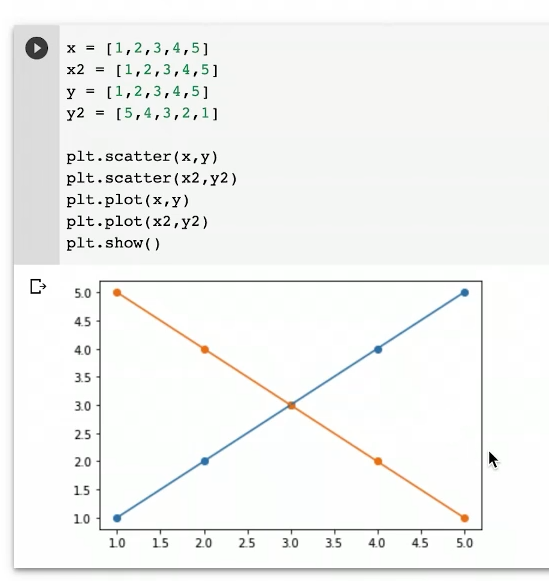 x = [1,2,3,4,5]
x2 = [1,2,3,4,5]
y = [1,2,3,4,5]
y2 = [5,4,3,2,1]
plt.scatter(x,y)
plt.scatter(x2,y2)
plt.plot(x,y)
plt.plot(x2,y2)
plt.show()
5.0
4.5
4.0
3.5
3.0
2.5
2.0
1.5
1.0
1.0 1.5 2.0 2.5 3.0 3.5 4.0 4.5 5.0